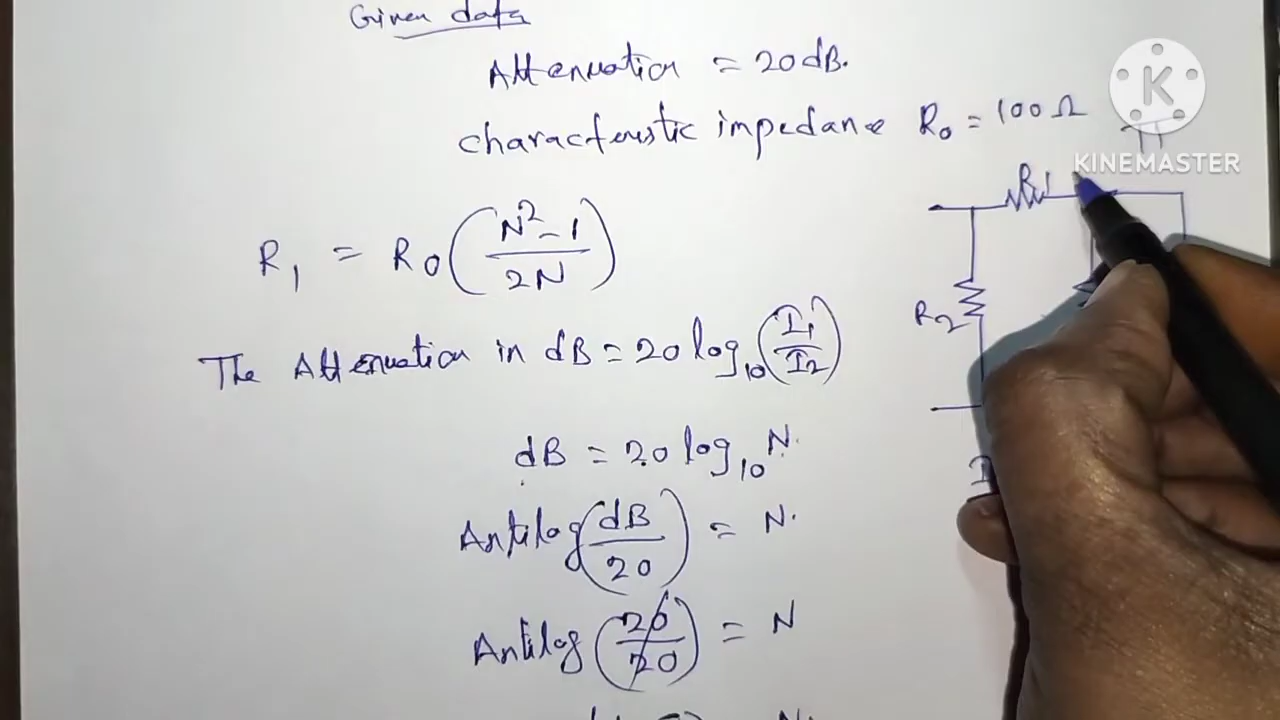 Given data
Attenuation = 20dB.
characteristic impedance R₀ = 100 Ω
KINEMASTER
R₁ = R₀ ( N² - 1 / 2N )
R1
R2
The Attenuation in dB = 20 log₁₀ ( I₁ / I₂ )
dB = 20 log₁₀ N.
Antilog ( dB / 20 ) = N.
Antilog ( 20 / 20 ) = N